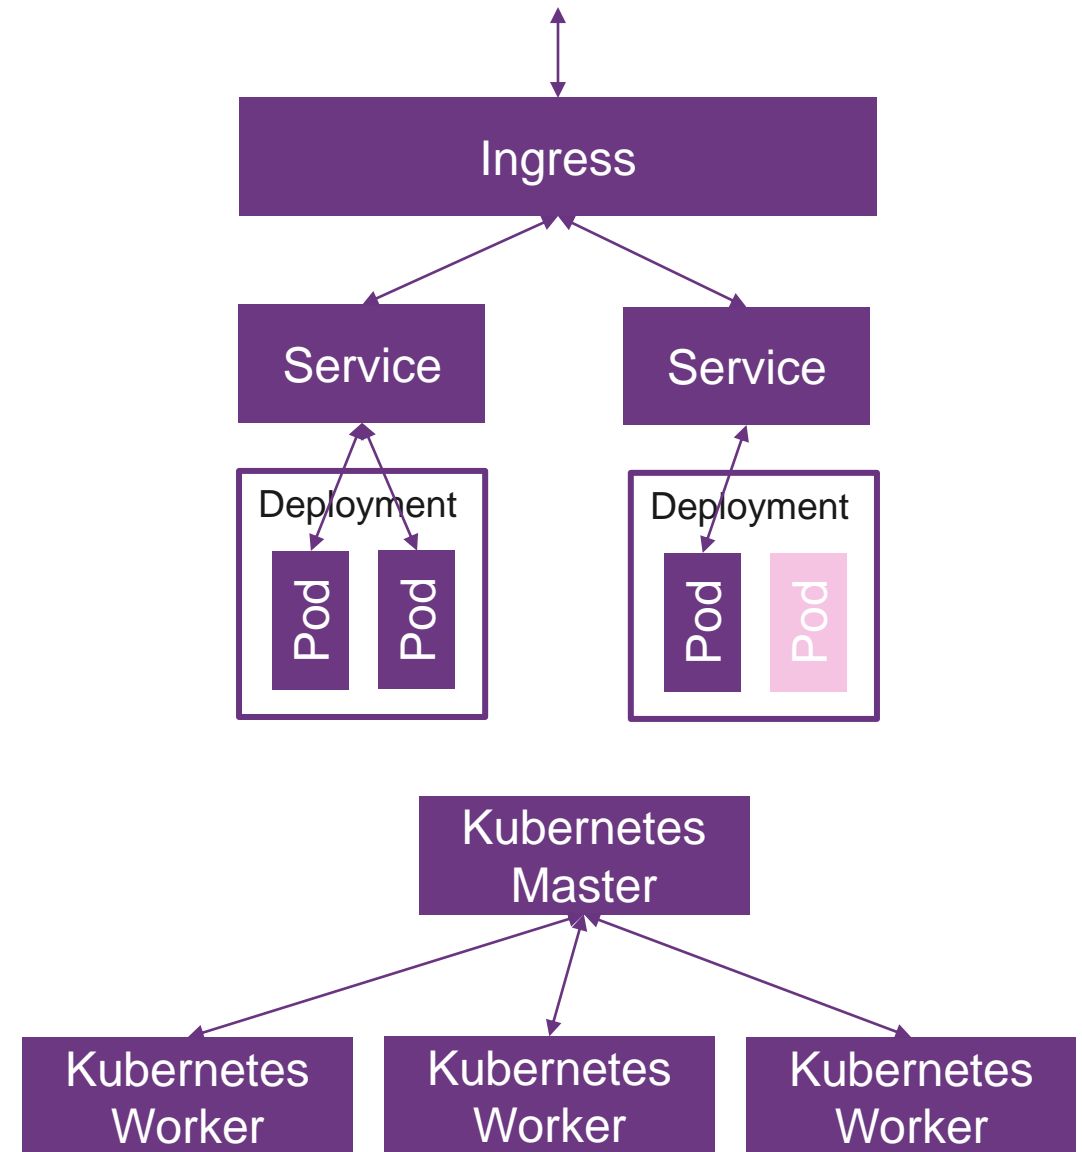 Ingress
Service
Service
Deployment
Deployment
Pod
Pod
Pod
Pod
Kubernetes
Master
Kubernetes
Worker
Kubernetes
Worker
Kubernetes
Worker